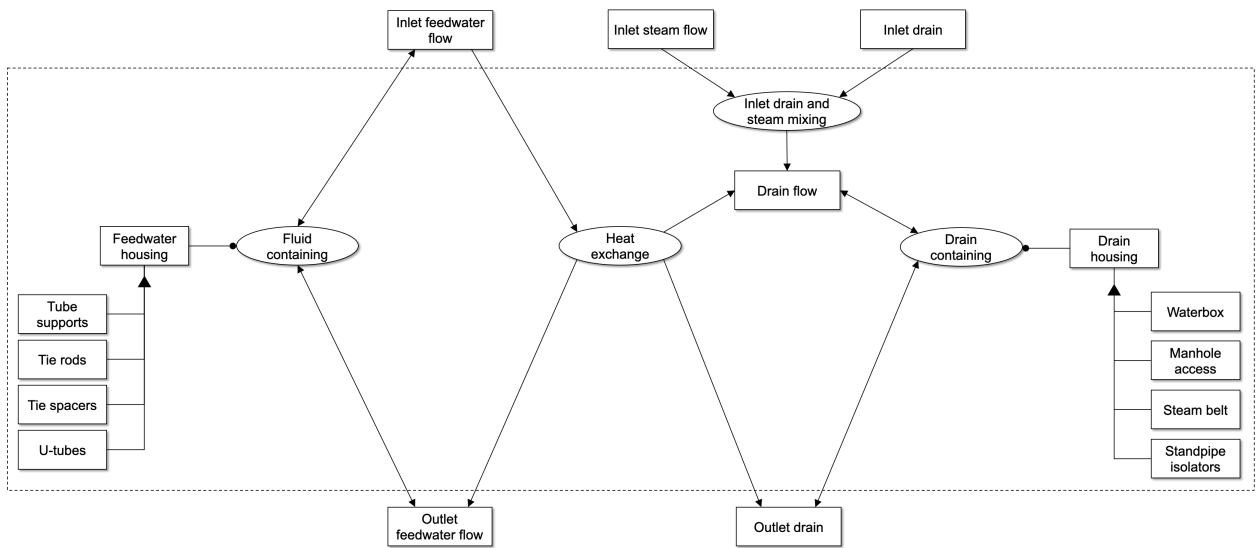 Inlet feedwater
flow
Inlet steam flow
Inlet drain
Inlet drain and
steam mixing
Drain flow
Feedwater
housing
Fluid
containing
Heat
exchange
Drain
containing
Drain
housing
Tube
supports
Tie rods
Tie spacers
U-tubes
Waterbox
Manhole
access
Steam belt
Standpipe
isolators
Outlet
feedwater flow
Outlet drain